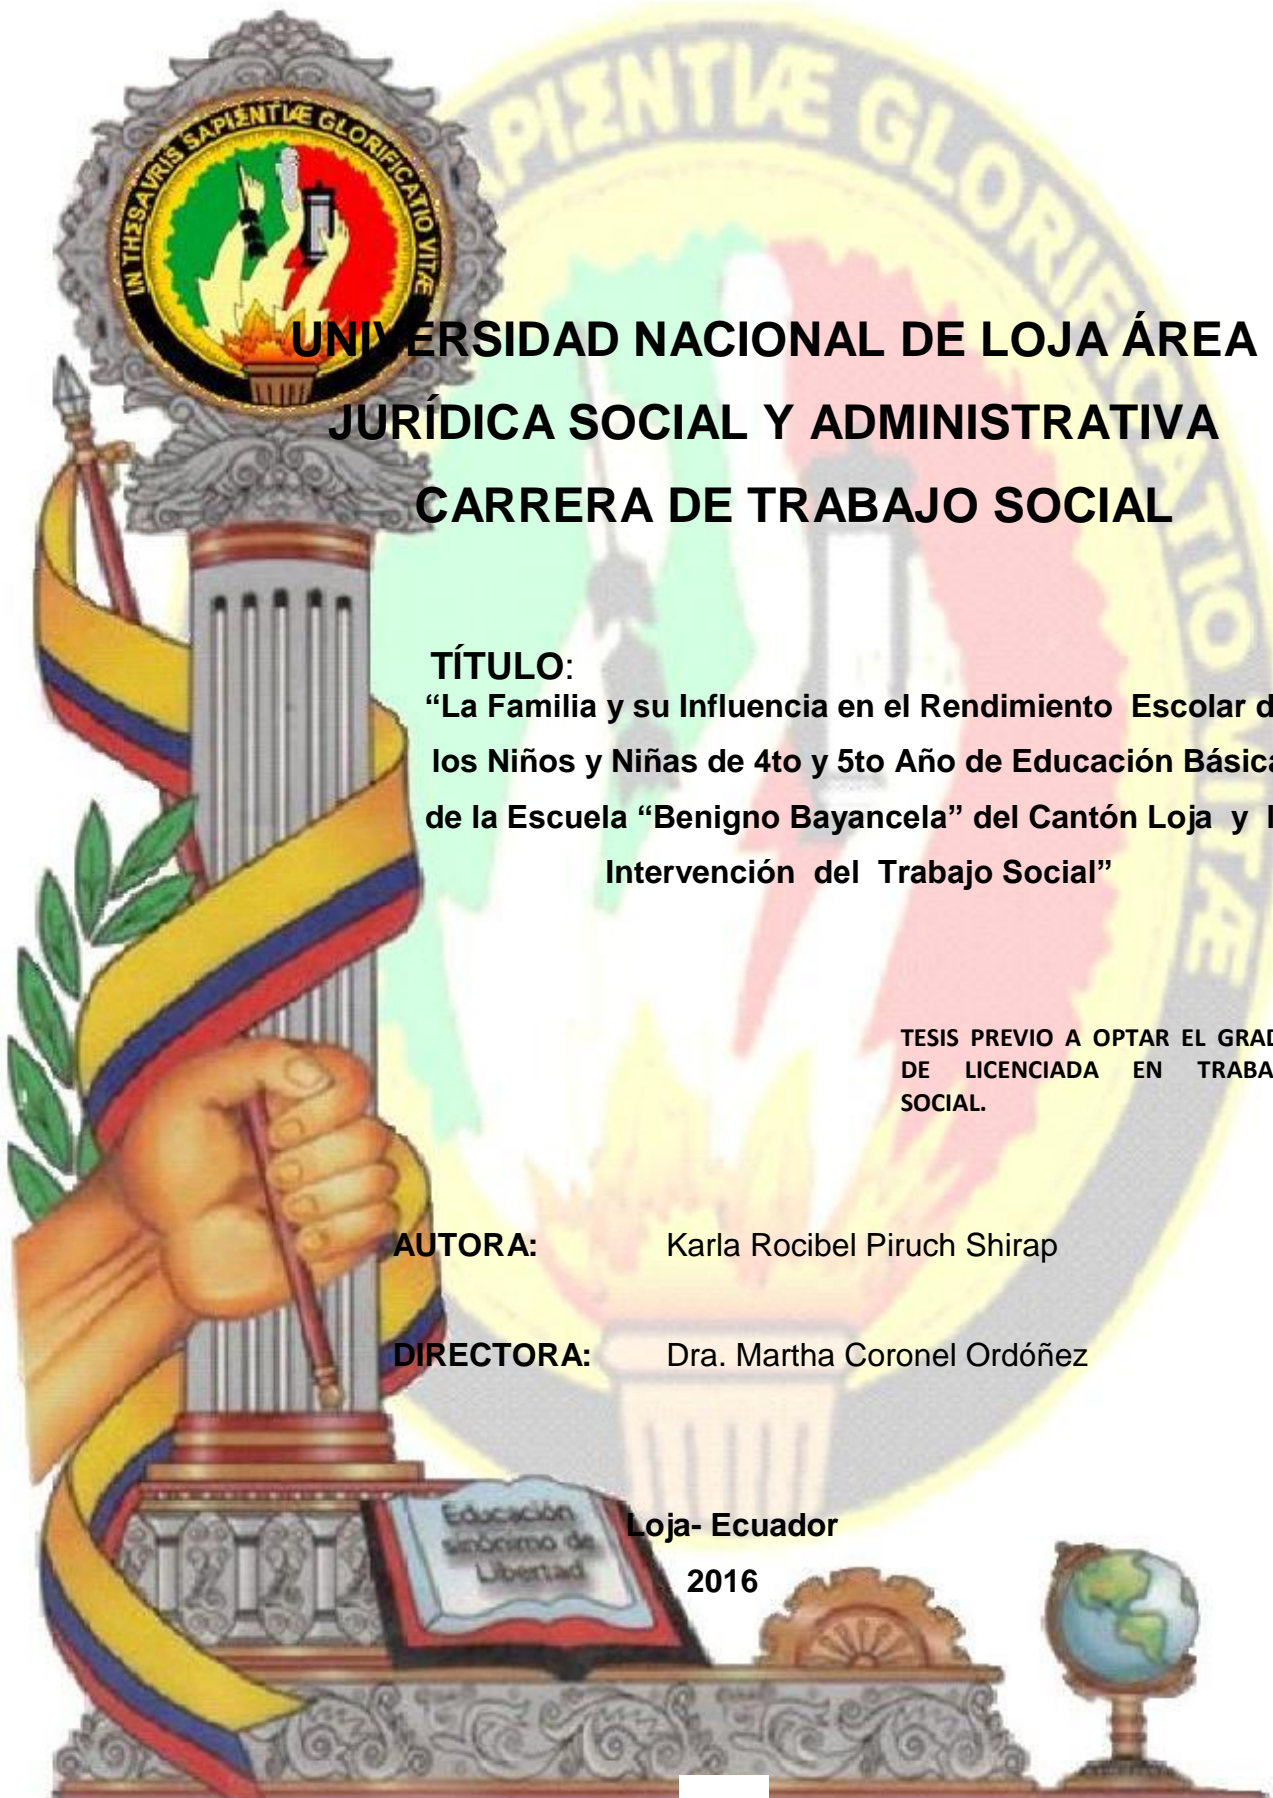 IN THESAVRIS SAPIENTIÆ GLORIFICATIO VITÆ
PIENTIÆ GLORIFICATIO VITÆ
UNIVERSIDAD NACIONAL DE LOJA ÁREA
JURÍDICA SOCIAL Y ADMINISTRATIVA
CARRERA DE TRABAJO SOCIAL
TÍTULO:
“La Familia y su Influencia en el Rendimiento Escolar d
los Niños y Niñas de 4to y 5to Año de Educación Básica
de la Escuela “Benigno Bayancela” del Cantón Loja y
Intervención del Trabajo Social”
TESIS PREVIO A OPTAR EL GRAD
DE LICENCIADA EN TRABA
SOCIAL.
AUTORA: Karla Rocibel Piruch Shirap
DIRECTORA: Dra. Martha Coronel Ordóñez
Educación
sinónimo de
Libertad
Loja- Ecuador
2016